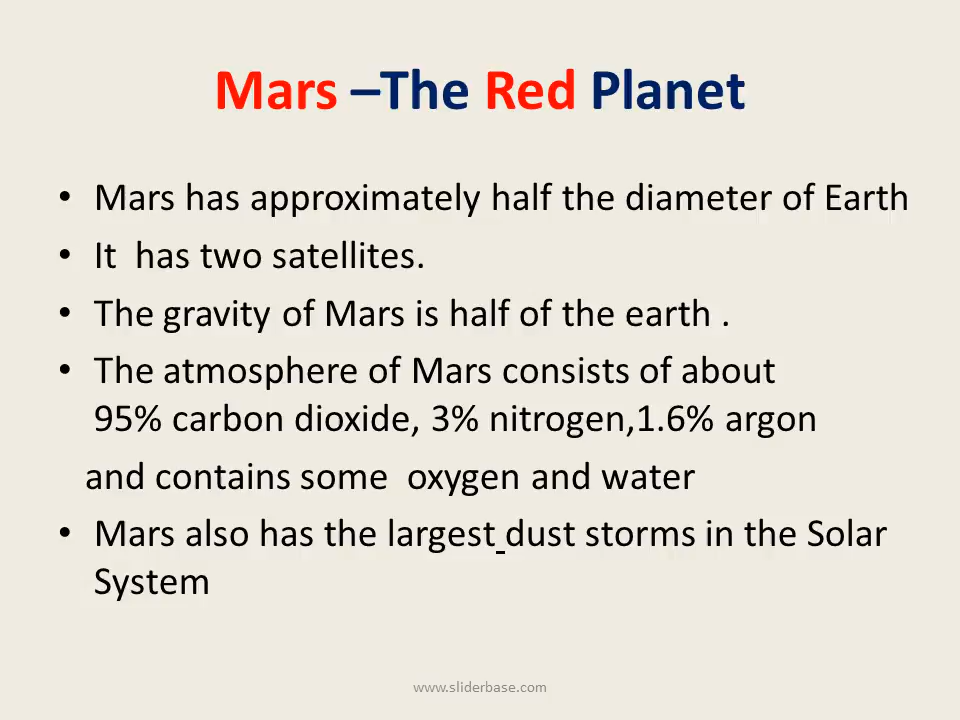 Mars –The Red Planet
• Mars has approximately half the diameter of Earth
• It  has two satellites.
• The gravity of Mars is half of the earth .
• The atmosphere of Mars consists of about
95% carbon dioxide, 3% nitrogen,1.6% argon
and contains some  oxygen and water
• Mars also has the largest dust storms in the Solar
System
www.sliderbase.com